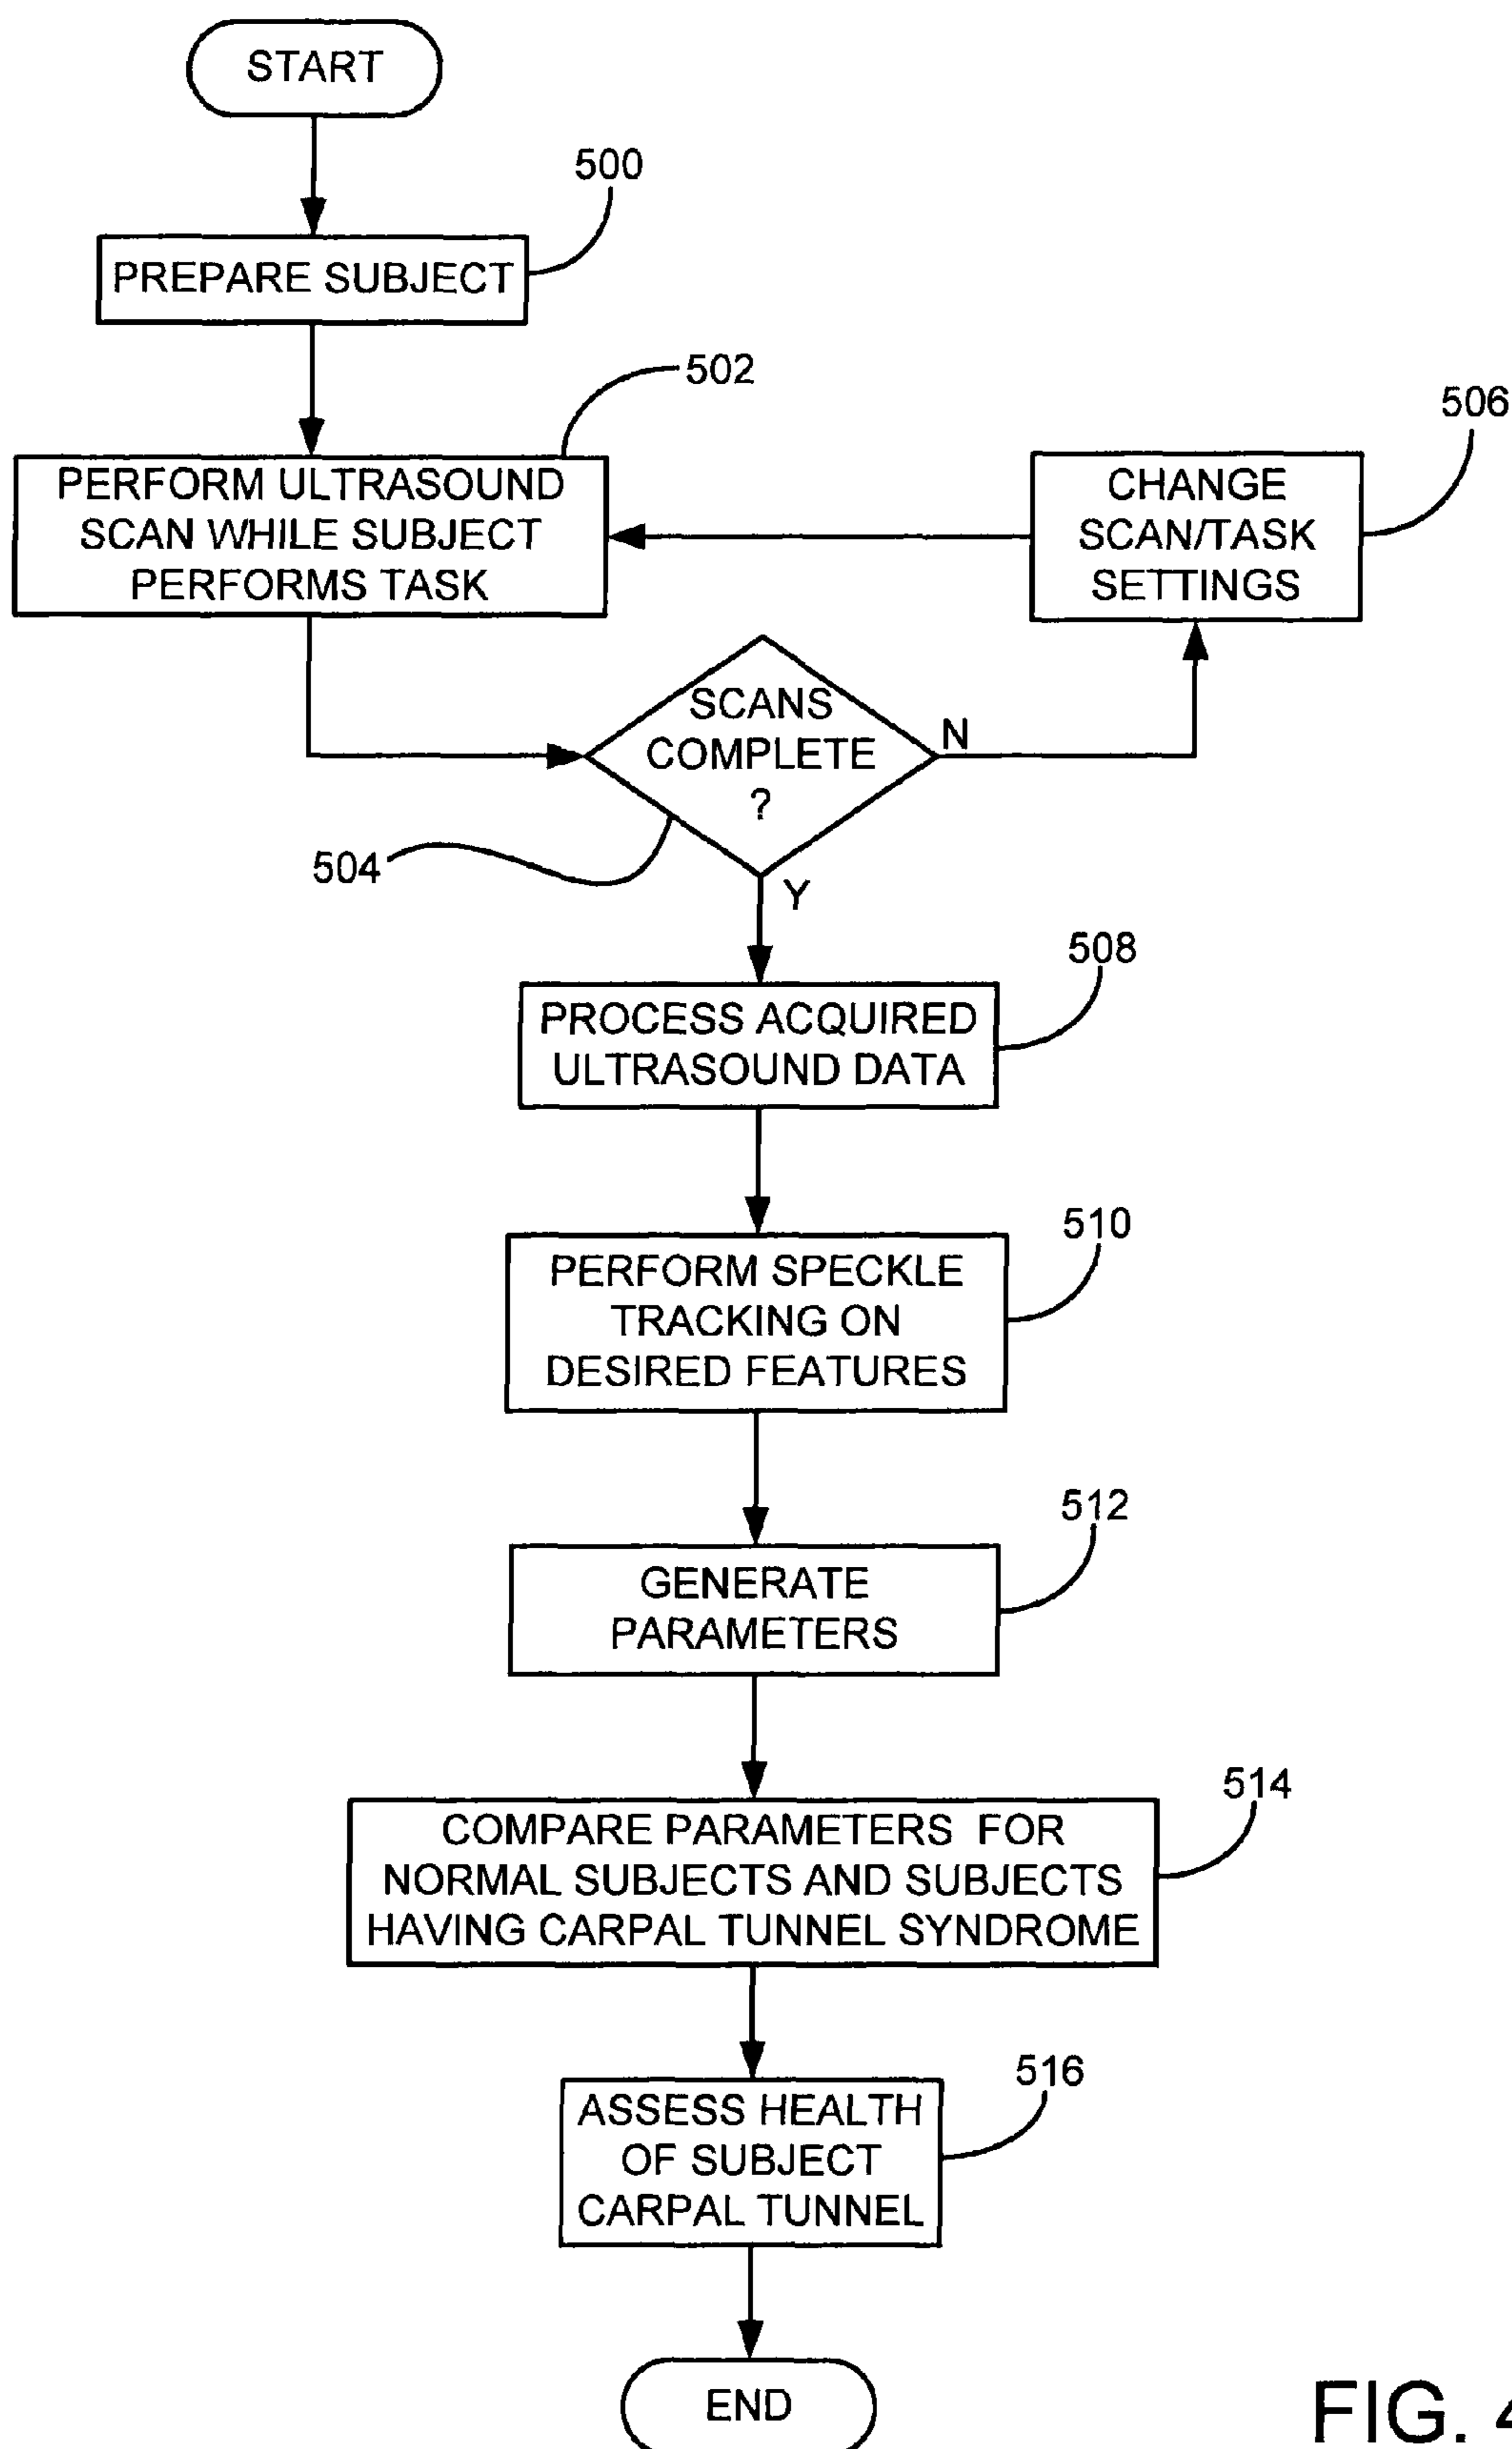 START
500
PREPARE SUBJECT
502
506
PERFORM ULTRASOUND
SCAN WHILE SUBJECT
PERFORMS TASK
CHANGE
SCAN/TASK
SETTINGS
SCANS
COMPLETE
?
N
504
Y
508
PROCESS ACQUIRED
ULTRASOUND DATA
510
PERFORM SPECKLE
TRACKING ON
DESIRED FEATURES
512
GENERATE
PARAMETERS
514
COMPARE PARAMETERS FOR
NORMAL SUBJECTS AND SUBJECTS
HAVING CARPAL TUNNEL SYNDROME
516
ASSESS HEALTH
OF SUBJECT
CARPAL TUNNEL
END
FIG. 4